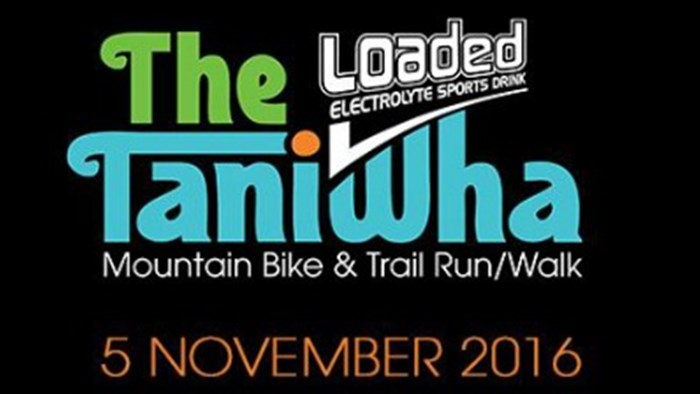 The
Loaded
ELECTROLYTE SPORTS DRINK
Taniwha
Mountain Bike & Trail Run/Walk
5 NOVEMBER 2016